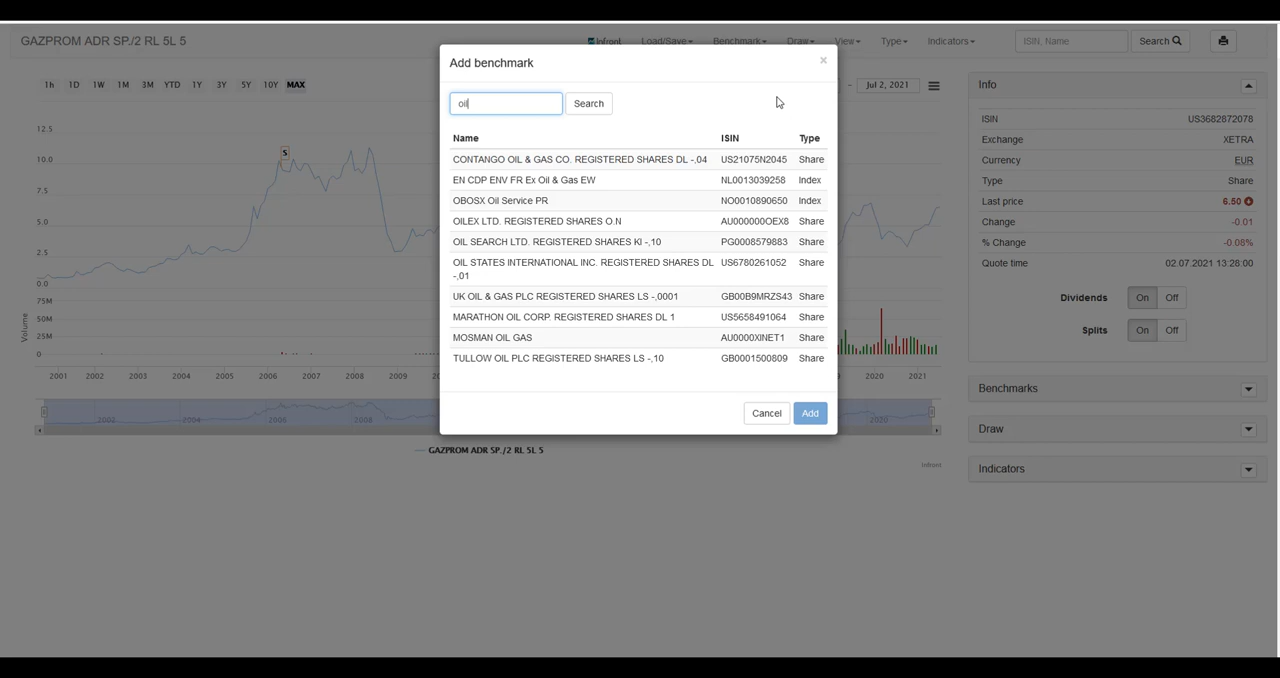 GAZPROM ADR SP./2 RL 5L 5
infront Load/Save Benchmark Draw View Type Indicators ISIN, Name Search
1h 1D 1W 1M 3M YTD 1Y 3Y 5Y 10Y MAX
– Jul 2, 2021
Add benchmark
×
oil Search
Name ISIN Type
CONTANGO OIL & GAS CO. REGISTERED SHARES DL -,04 US21075N2045 Share
EN CDP ENV FR Ex Oil & Gas EW NL0013039258 Index
OBOSX Oil Service PR NO0010890650 Index
OILEX LTD. REGISTERED SHARES O.N AU000000OEX8 Share
OIL SEARCH LTD. REGISTERED SHARES KI -,10 PG0008579883 Share
OIL STATES INTERNATIONAL INC. REGISTERED SHARES DL US6780261052 Share
-,01
UK OIL & GAS PLC REGISTERED SHARES LS -,0001 GB00B9MRZS43 Share
MARATHON OIL CORP. REGISTERED SHARES DL 1 US5658491064 Share
MOSMAN OIL GAS AU0000XINET1 Share
TULLOW OIL PLC REGISTERED SHARES LS -,10 GB0001500809 Share
Cancel Add
12.5
10.0
7.5
5.0
2.5
0.0
S
75M
50M
25M
0
Volume
2001 2002 2003 2004 2005 2006 2007 2008 2009 2020 2021
2002 2004 2006 2008 2020
GAZPROM ADR SP./2 RL 5L 5
Infront
Info
ISIN US3682872078
Exchange XETRA
Currency EUR
Type Share
Last price 6.50
Change -0.01
% Change -0.08%
Quote time 02.07.2021 13:28:00
Dividends On Off
Splits On Off
Benchmarks
Draw
Indicators